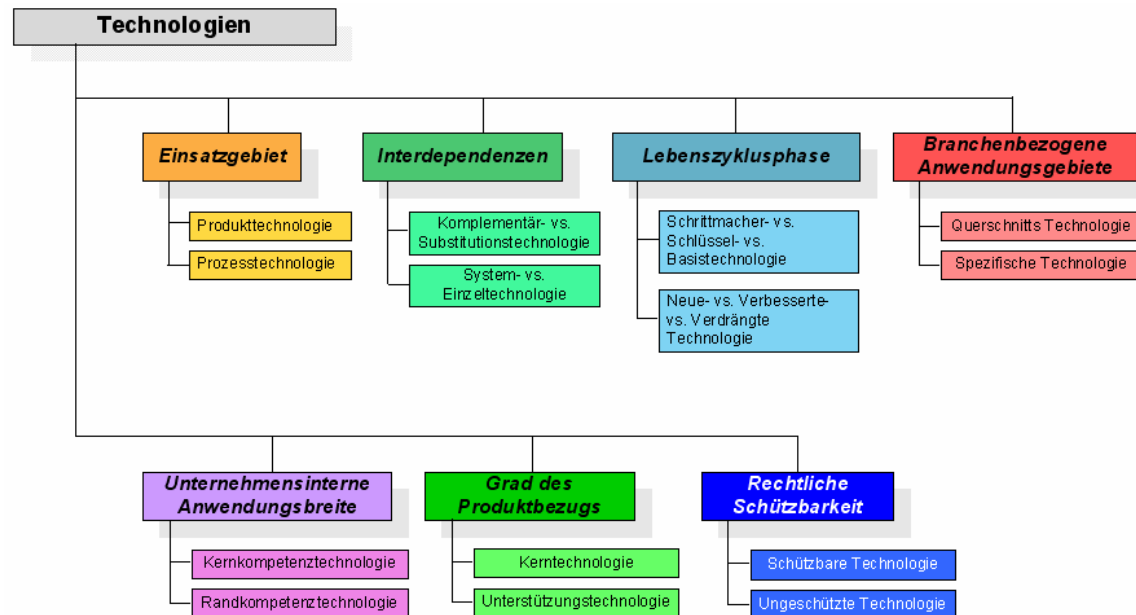 Technologien
Einsatzgebiet
Produkttechnologie
Prozesstechnologie
Interdependenzen
Komplementär- vs.
Substitutionstechnologie
System- vs.
Einzeltechnologie
Lebenszyklusphase
Schrittmacher- vs.
Schlüssel- vs.
Basistechnologie
Neue- vs. Verbesserte-
vs. Verdrängte
Technologie
Branchenbezogene
Anwendungsgebiete
Querschnitts Technologie
Spezifische Technologie
Unternehmensinterne
Anwendungsbreite
Kernkompetenztechnologie
Randkompetenztechnologie
Grad des
Produktbezugs
Kerntechnologie
Unterstützungstechnologie
Rechtliche
Schützbarkeit
Schützbare Technologie
Ungeschützte Technologie